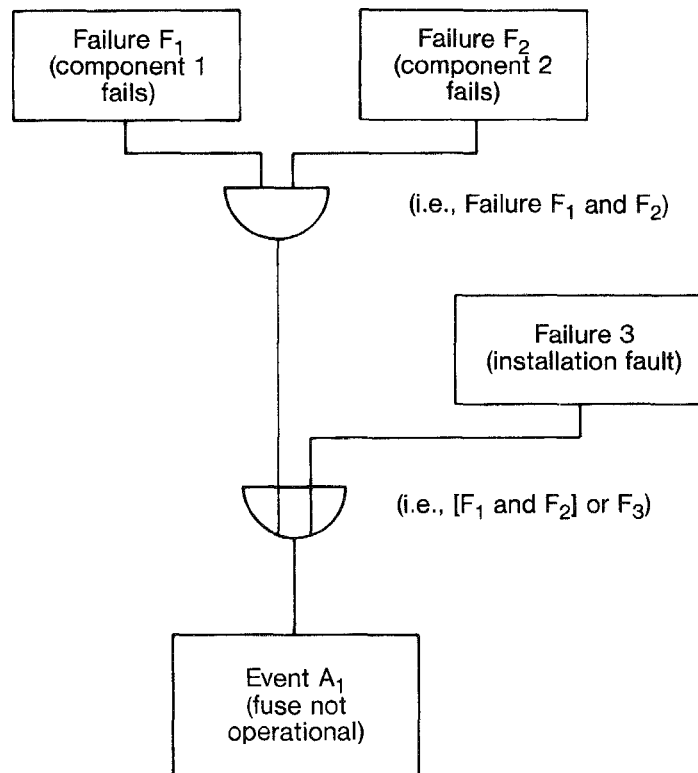 Failure F₁
(component 1
fails)
Failure F₂
(component 2
fails)
(i.e., Failure F₁ and F₂)
Failure 3
(installation fault)
(i.e., [F₁ and F₂] or F₃)
Event A₁
(fuse not
operational)